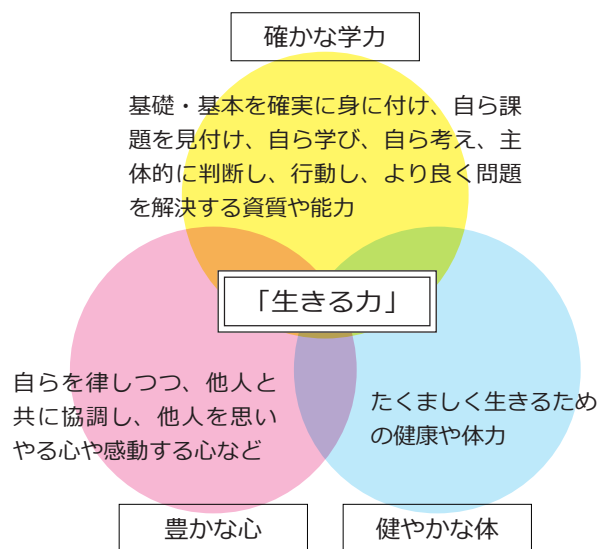 確かな学力
基礎・基本を確実に身に付け、自ら課
題を見付け、自ら学び、自ら考え、主
体的に判断し、行動し、より良く問題
を解決する資質や能力
「生きる力」
自らを律しつつ、他人と
共に協調し、他人を思い
やる心や感動する心など
たくましく生きるため
の健康や体力
豊かな心
健やかな体